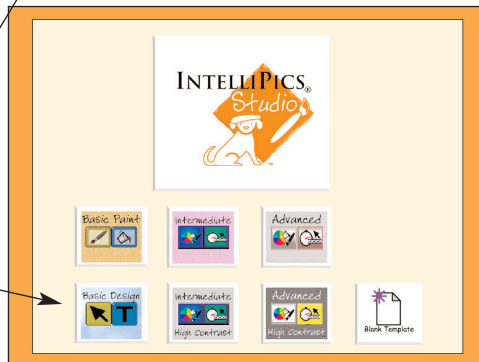 INTELLIPICS®
Studio
Basic Paint
Intermediate
Advanced
Basic Design
T
Intermediate
High Contrast
Advanced
High Contrast
Blank Template